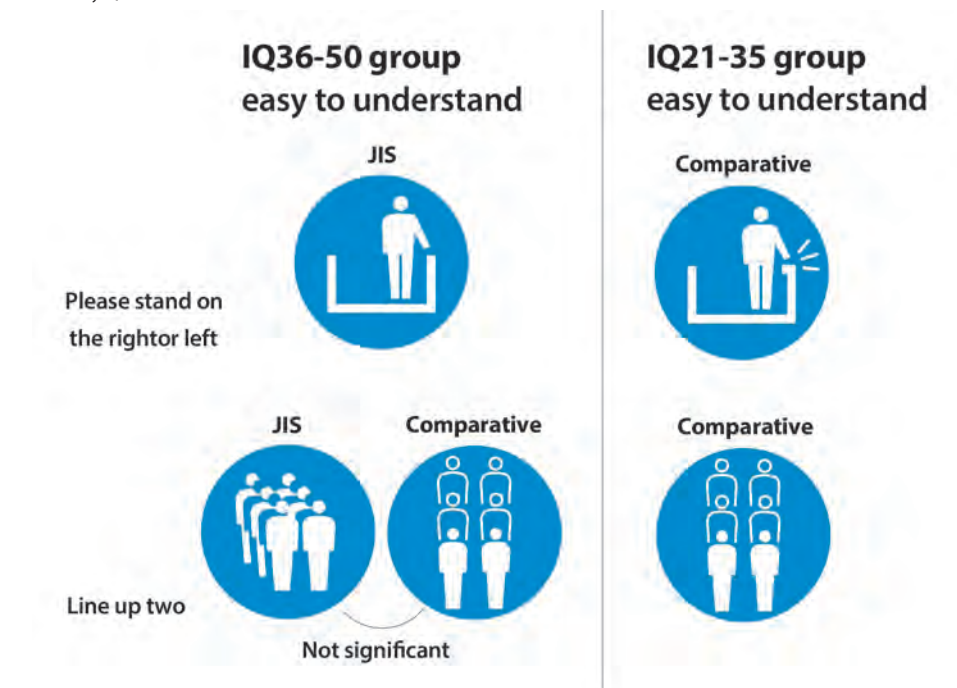 IQ36-50 group
easy to understand
IQ21-35 group
easy to understand
JIS
Comparative
Please stand on
the rightor left
JIS
Comparative
Comparative
Line up two
Not significant